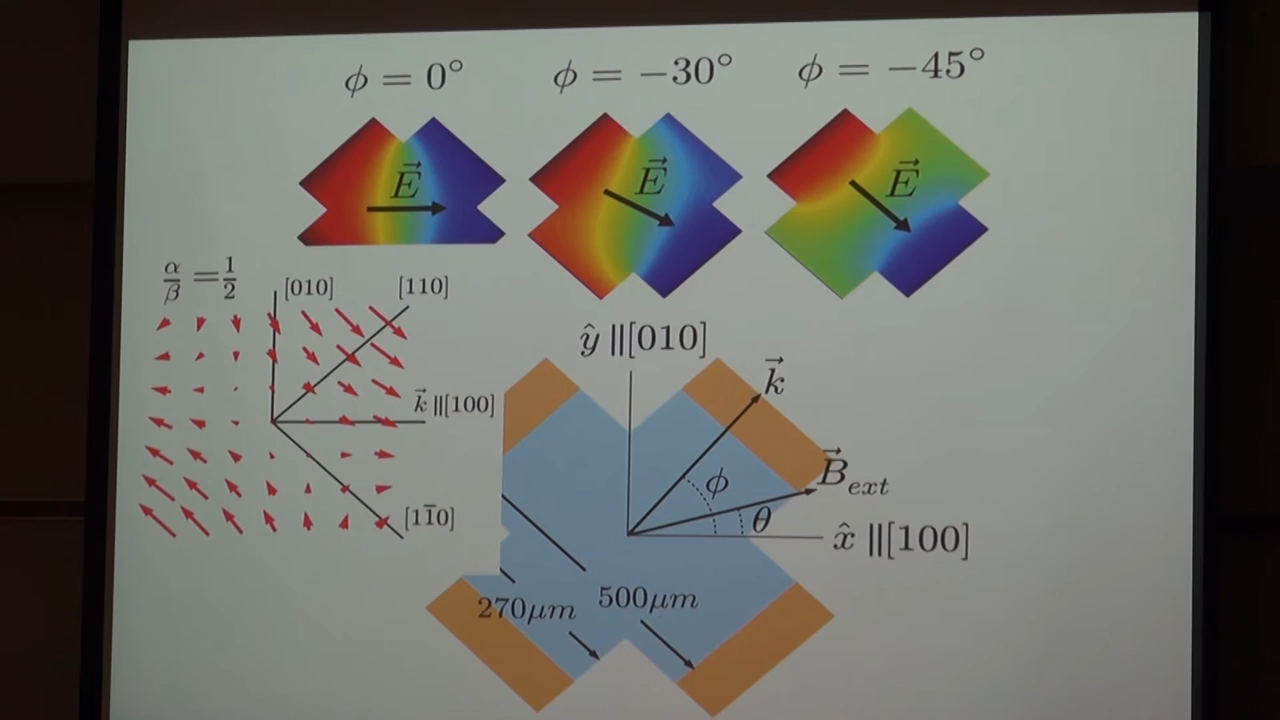 ϕ = 0° ϕ = −30° ϕ = −45°
E⃗ E⃗ E⃗
α/β = 1/2
[010] [110]
k⃗ ∥[100]
[11̅0]
ŷ ∥[010]
k⃗
B⃗ext
ϕ
θ
x̂ ∥[100]
270μm 500μm